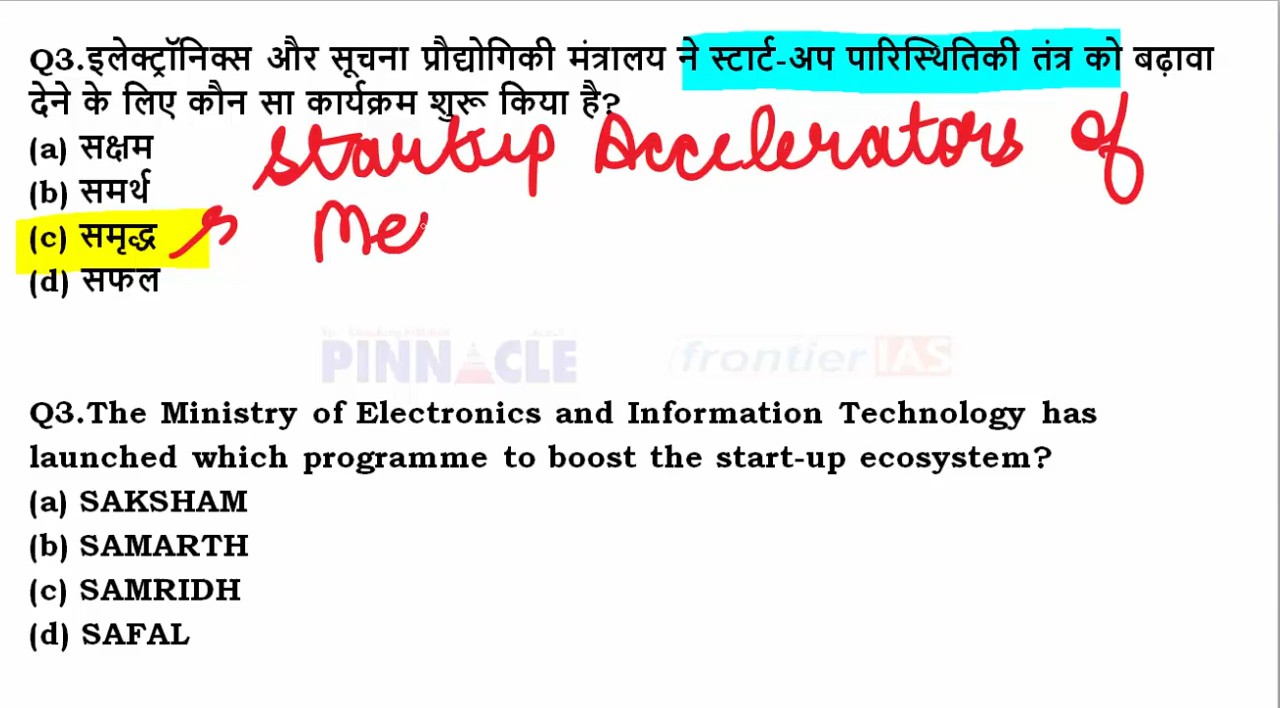 Q3.इलेक्ट्रॉनिक्स और सूचना प्रौद्योगिकी मंत्रालय ने स्टार्ट-अप पारिस्थितिकी तंत्र को बढ़ावा
देने के लिए कौन सा कार्यक्रम शुरू किया है?
(a) सक्षम
Startup Accelerators of
(b) समर्थ
(c) समृद्ध
Me
(d) सफल
PINNACLE frontier IAS
Q3.The Ministry of Electronics and Information Technology has
launched which programme to boost the start-up ecosystem?
(a) SAKSHAM
(b) SAMARTH
(c) SAMRIDH
(d) SAFAL